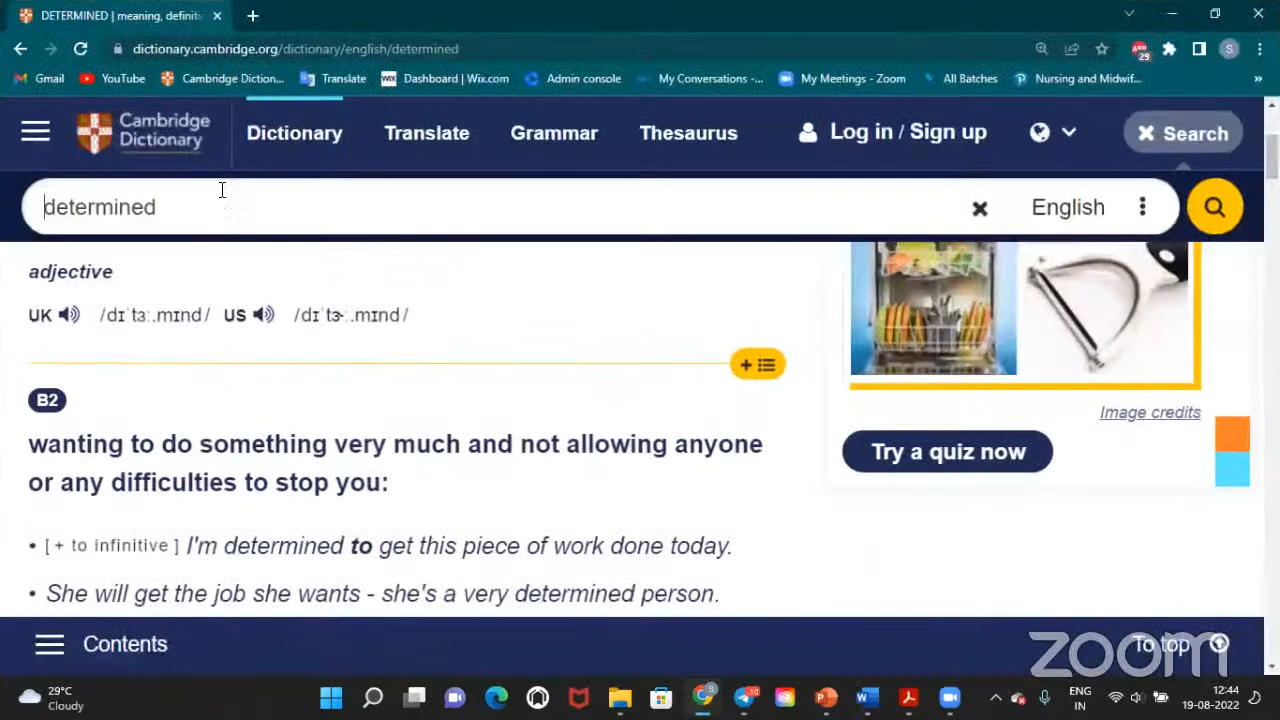 DETERMINED | meaning, definit
dictionary.cambridge.org/dictionary/english/determined
29
S
Gmail
YouTube
Cambridge Diction...
Translate
Dashboard | Wix.com
Admin console
My Conversations -...
My Meetings - Zoom
All Batches
Nursing and Midwif...
»
Cambridge
Dictionary
Dictionary
Translate
Grammar
Thesaurus
Log in / Sign up
Search
determined
English
adjective
UK /dɪˈtɜː.mɪnd/ US /dɪˈtɝː.mɪnd/
B2
wanting to do something very much and not allowing anyone
or any difficulties to stop you:
• [ + to infinitive ] I'm determined to get this piece of work done today.
• She will get the job she wants - she's a very determined person.
Image credits
Try a quiz now
Contents
To top
zoom
29°C
Cloudy
10
ENG
IN
12:44
19-08-2022